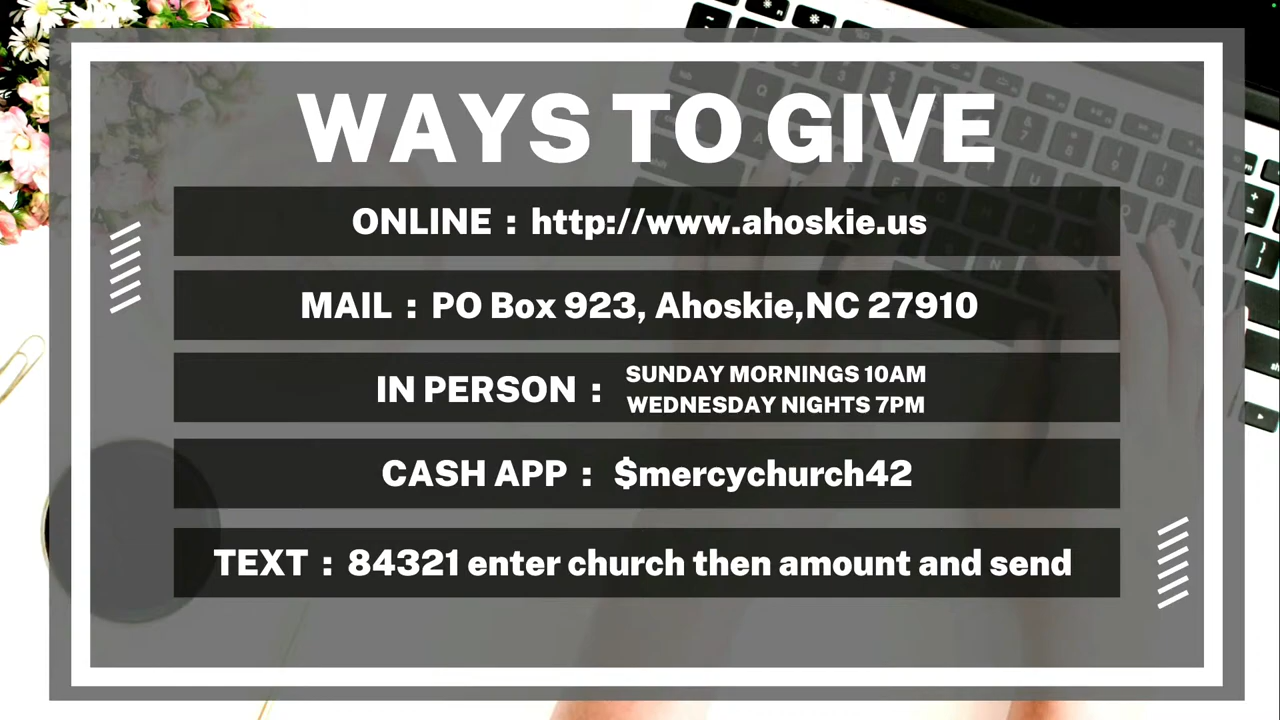 WAYS TO GIVE
ONLINE : http://www.ahoskie.us
MAIL : PO Box 923, Ahoskie,NC 27910
IN PERSON : SUNDAY MORNINGS 10AM
WEDNESDAY NIGHTS 7PM
CASH APP : $mercychurch42
TEXT : 84321 enter church then amount and send